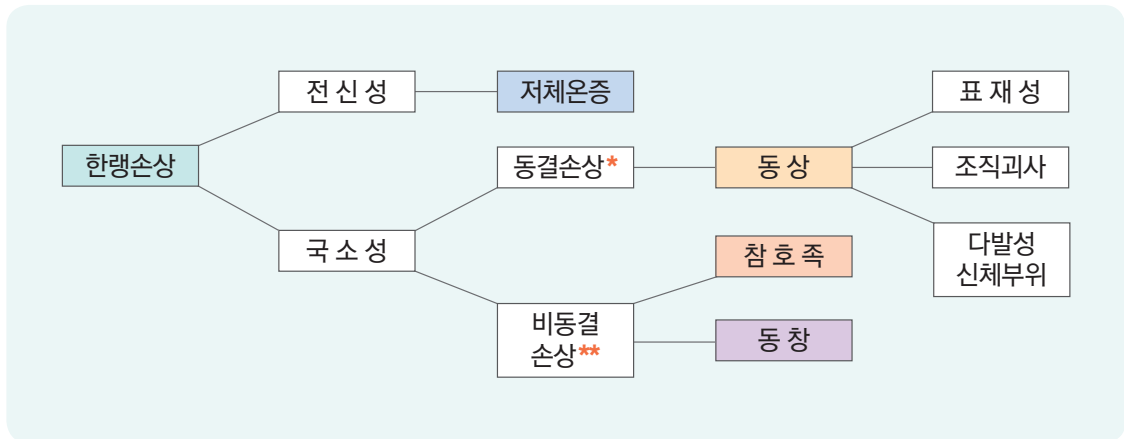 전 신 성
저체온증
표 재 성
한랭손상
동결손상*
동 상
조직괴사
국 소 성
참 호 족
다발성
신체부위
비동결
손상**
동 창